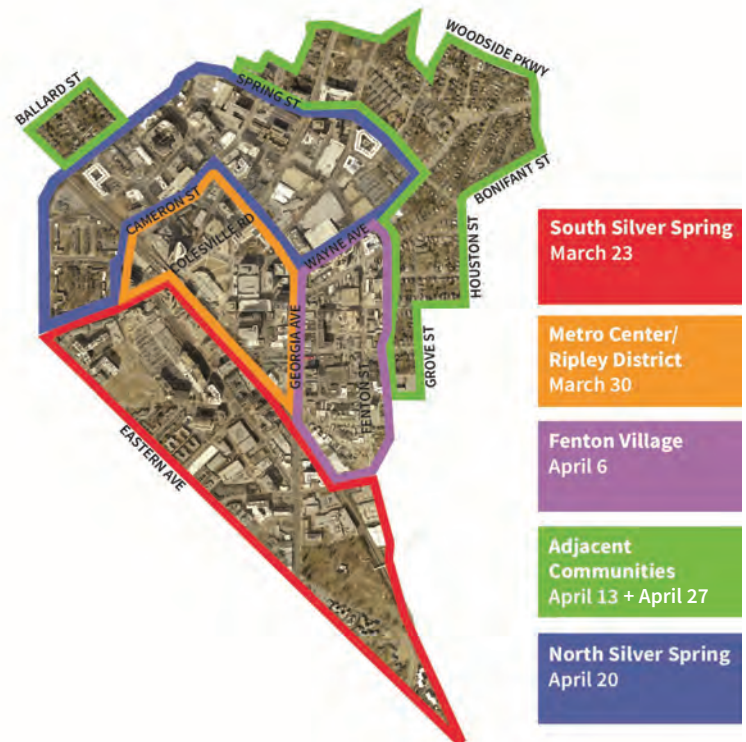 WOODSIDE PKWY
BALLARD ST
SPRING ST
BONIFANT ST
CAMERON ST
COLESVILLE RD
WAYNE AVE
HOUSTON ST
GEORGIA AVE
FENTON ST
GROVE ST
EASTERN AVE
South Silver Spring
March 23
Metro Center/
Ripley District
March 30
Fenton Village
April 6
Adjacent
Communities
April 13 + April 27
North Silver Spring
April 20